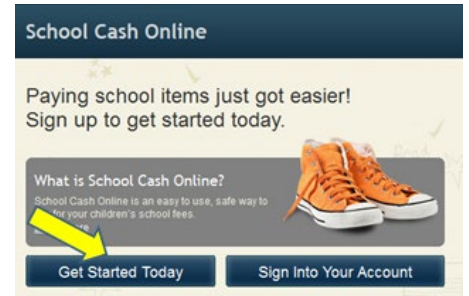 School Cash Online
Paying school items just got easier!
Sign up to get started today.
What is School Cash Online?
School Cash Online is an easy to use, safe way to
for your children's school fees.
Get Started Today
Sign Into Your Account